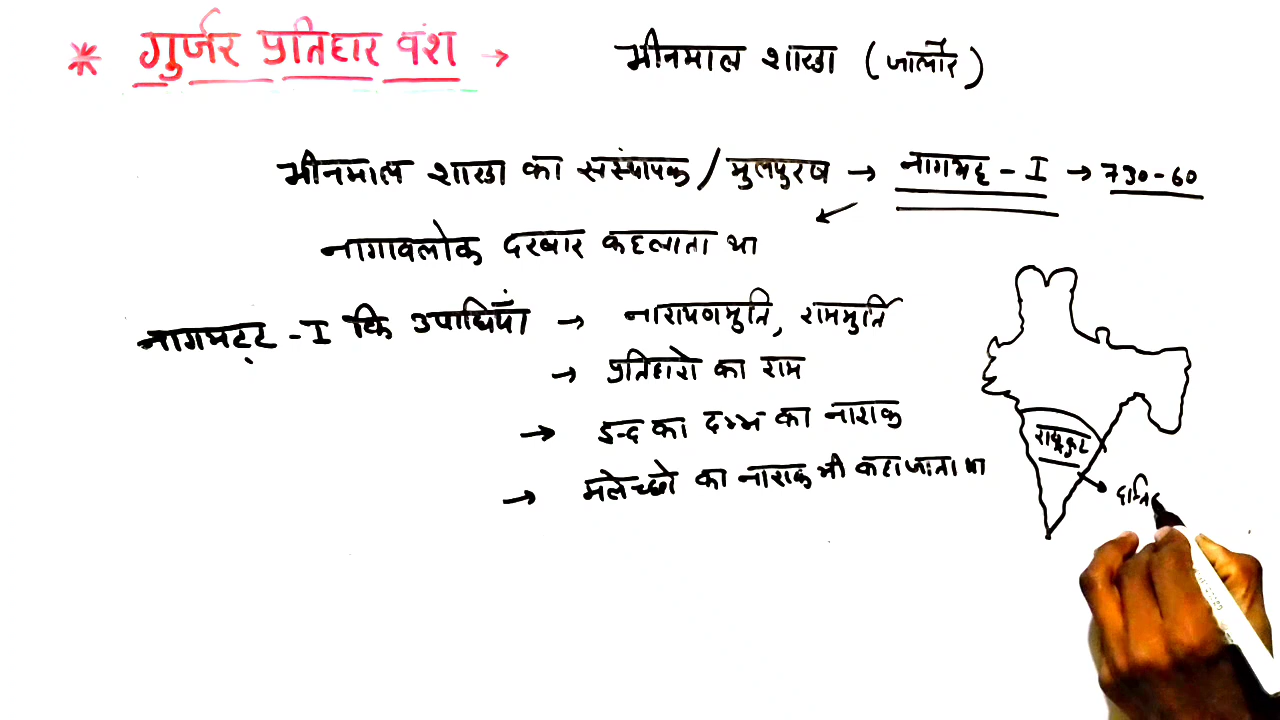 * गुर्जर प्रतिहार वंश → भीनमाल शाखा (जालौर)
भीनमाल शाखा का संस्थापक / मुलपुरुष → नागभट्ट - I → 730-60
नागावलोक दरबार कहलाता था
नागभट्ट - I कि उपाधियाँ → नारायणमुर्ति, राममुर्ति
→ प्रतिहारो का राम
→ इन्द्र का दम्भ का नाशक
→ मलेच्छो का नाशक भी कहा जाता था
राष्ट्रकुट